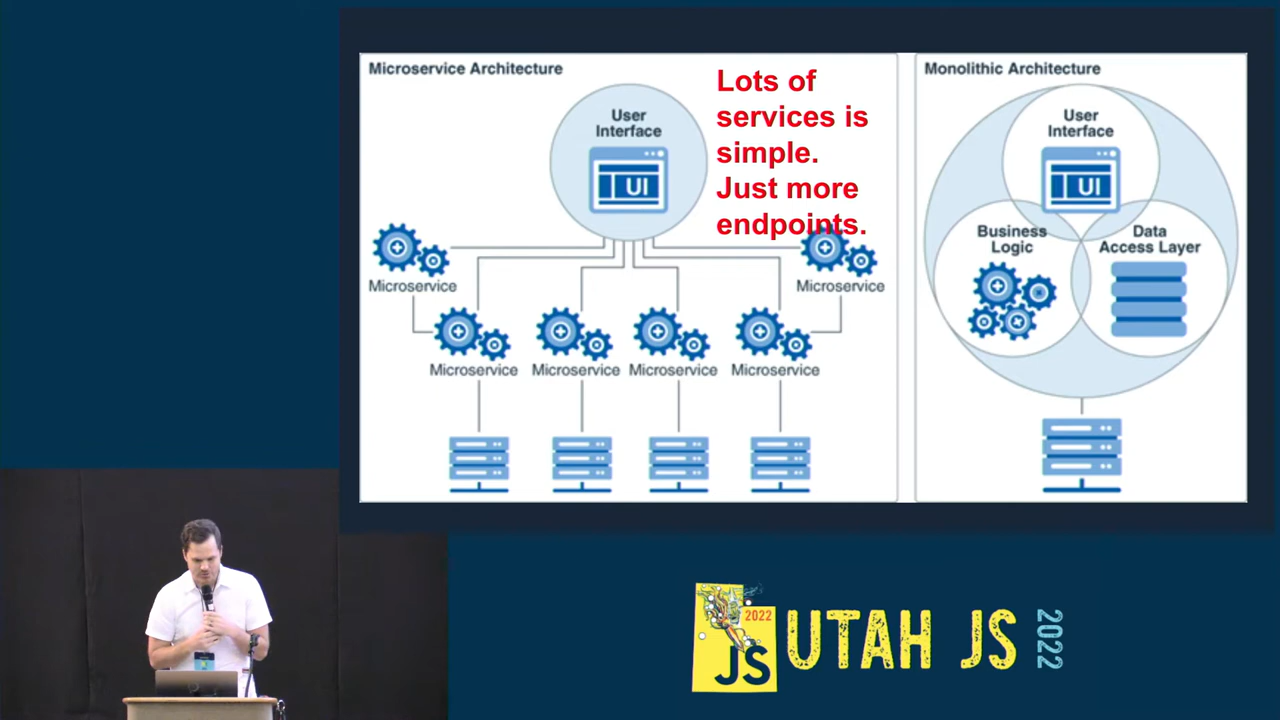 Microservice Architecture
User
Interface
UI
Lots of
services is
simple.
Just more
endpoints.
Microservice
Microservice
Microservice
Microservice
Microservice
Microservice
Monolithic Architecture
User
Interface
UI
Business
Logic
Data
Access Layer
2022
JS
UTAH JS
2022